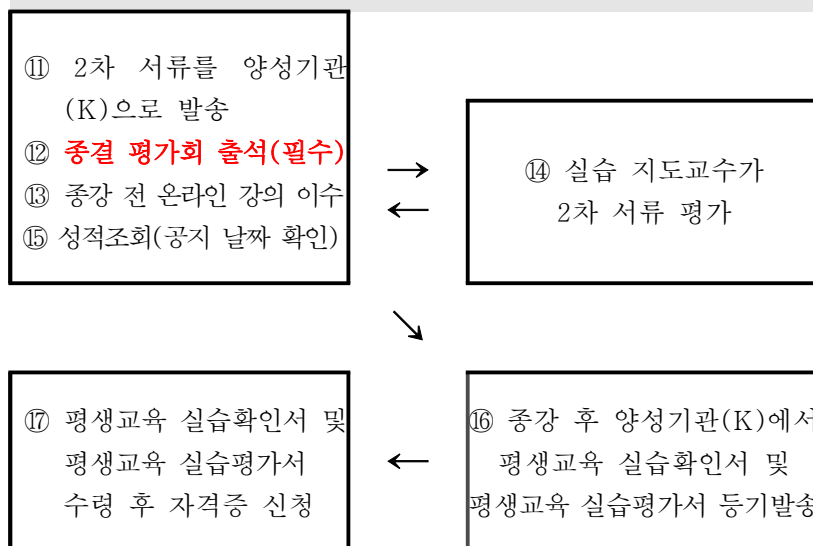 ⑪ 2차 서류를 양성기관
(K)으로 발송
⑫ 종결 평가회 출석(필수)
⑬ 종강 전 온라인 강의 이수
⑮ 성적조회(공지 날짜 확인)
→
←
⑭ 실습 지도교수가
2차 서류 평가
↘
⑰ 평생교육 실습확인서 및
평생교육 실습평가서
수령 후 자격증 신청
←
⑯ 종강 후 양성기관(K)에서
평생교육 실습확인서 및
평생교육 실습평가서 등기발송